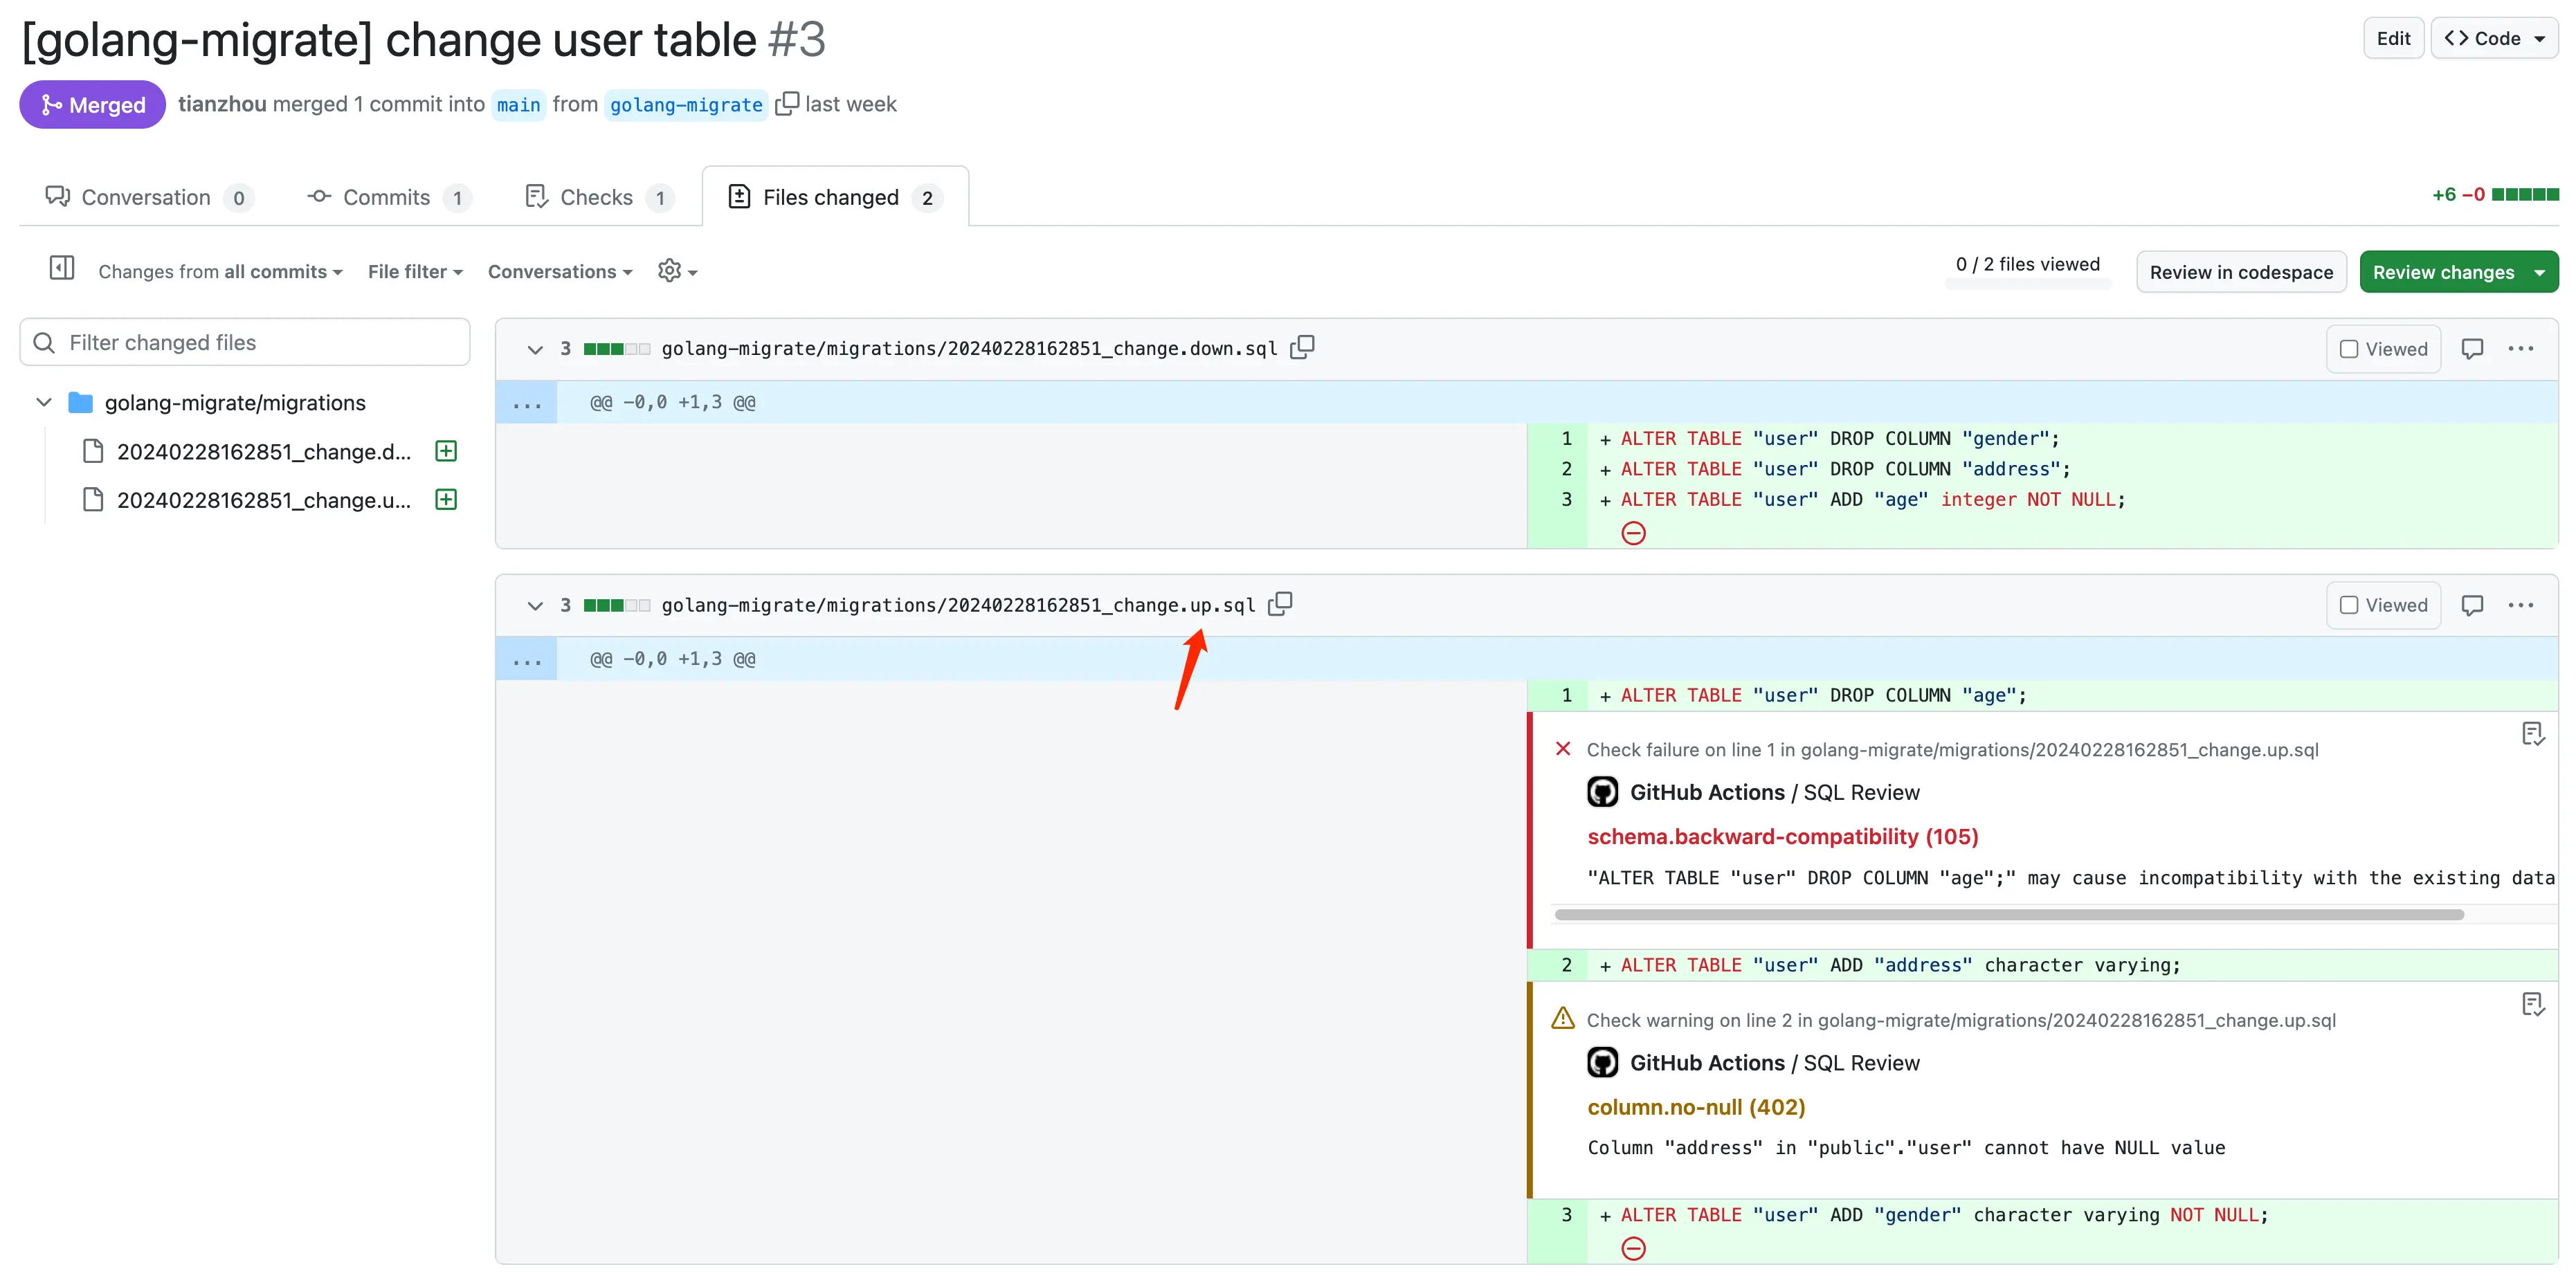 [golang-migrate] change user table #3
Edit
Code
Merged
tianzhou merged 1 commit into main from golang-migrate last week
Conversation 0
Commits 1
Checks 1
Files changed 2
+6 −0
Changes from all commits
File filter
Conversations
0 / 2 files viewed
Review in codespace
Review changes
Filter changed files
golang-migrate/migrations
20240228162851_change.d...
20240228162851_change.u...
3 golang-migrate/migrations/20240228162851_change.down.sql
Viewed
...
... @@ -0,0 +1,3 @@
1 + ALTER TABLE "user" DROP COLUMN "gender";
2 + ALTER TABLE "user" DROP COLUMN "address";
3 + ALTER TABLE "user" ADD "age" integer NOT NULL;
3 golang-migrate/migrations/20240228162851_change.up.sql
Viewed
...
... @@ -0,0 +1,3 @@
1 + ALTER TABLE "user" DROP COLUMN "age";
Check failure on line 1 in golang-migrate/migrations/20240228162851_change.up.sql
GitHub Actions / SQL Review
schema.backward-compatibility (105)
"ALTER TABLE "user" DROP COLUMN "age";" may cause incompatibility with the existing data
2 + ALTER TABLE "user" ADD "address" character varying;
Check warning on line 2 in golang-migrate/migrations/20240228162851_change.up.sql
GitHub Actions / SQL Review
column.no-null (402)
Column "address" in "public"."user" cannot have NULL value
3 + ALTER TABLE "user" ADD "gender" character varying NOT NULL;